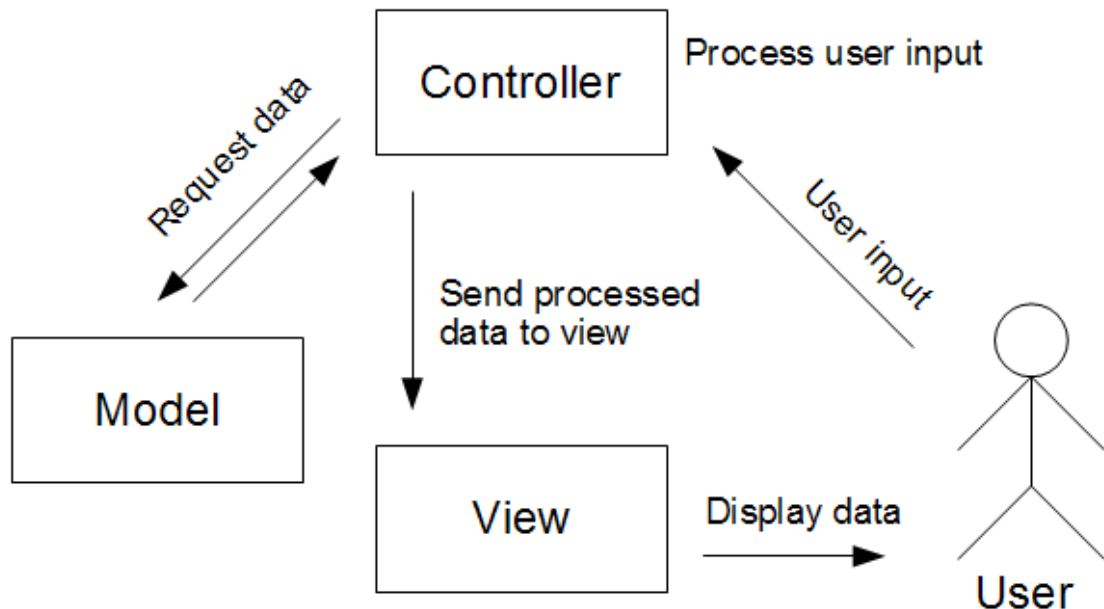 Controller
Process user input
Request data
User input
Send processed
data to view
Model
View
Display data
User